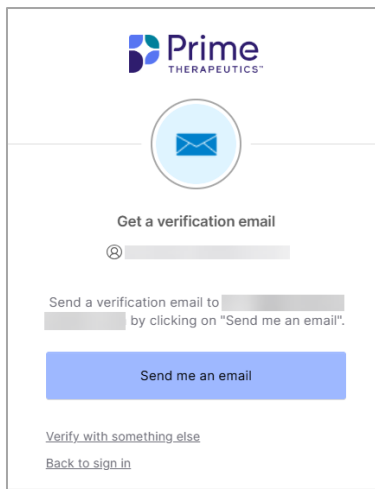 Prime
THERAPEUTICS™
Get a verification email
Send a verification email to
by clicking on "Send me an email".
Send me an email
Verify with something else
Back to sign in